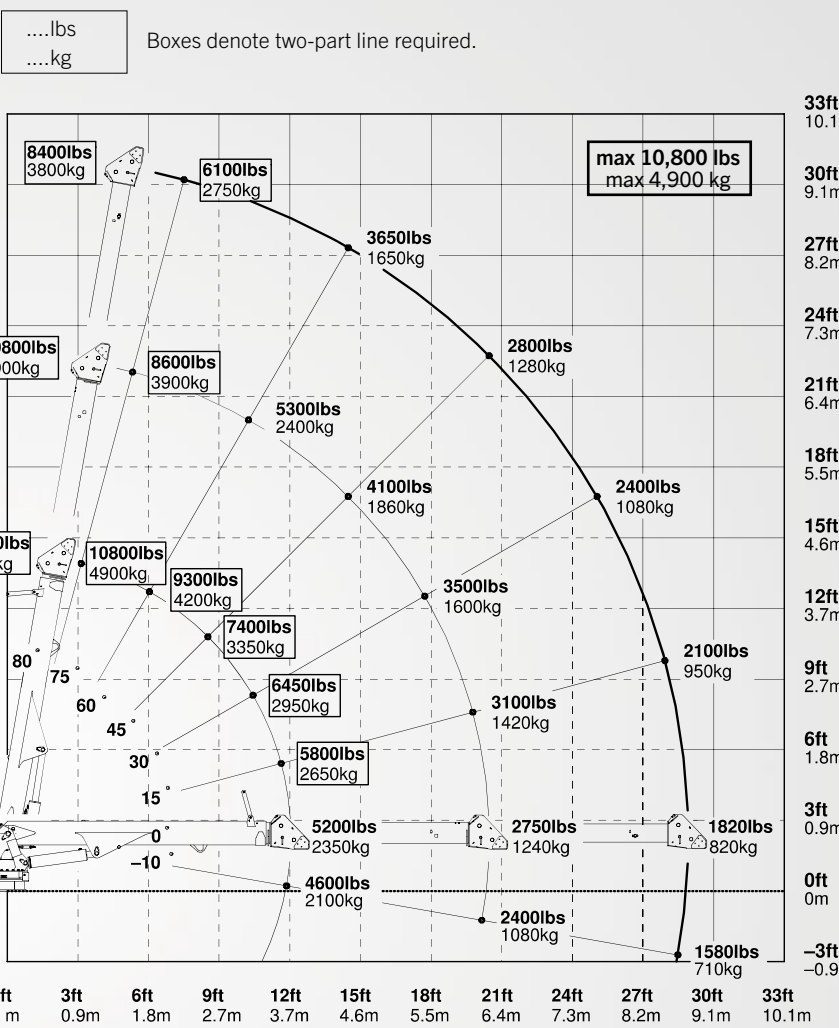 ....lbs
....kg
Boxes denote two-part line required.
33ft
10.1
8400lbs
3800kg
6100lbs
2750kg
max 10,800 lbs
max 4,900 kg
30ft
9.1m
3650lbs
1650kg
27ft
8.2m
24ft
7.3m
2800lbs
1280kg
8600lbs
3900kg
21ft
6.4m
5300lbs
2400kg
4100lbs
1860kg
2400lbs
1080kg
18ft
5.5m
15ft
4.6m
10800lbs
4900kg
9300lbs
4200kg
3500lbs
1600kg
12ft
3.7m
7400lbs
3350kg
2100lbs
950kg
9ft
2.7m
80
75
60
45
30
15
0
–10
6450lbs
2950kg
3100lbs
1420kg
6ft
1.8m
5800lbs
2650kg
5200lbs
2350kg
2750lbs
1240kg
1820lbs
820kg
3ft
0.9m
4600lbs
2100kg
0ft
0m
2400lbs
1080kg
1580lbs
710kg
–3ft
–0.9
ft 3ft 6ft 9ft 12ft 15ft 18ft 21ft 24ft 27ft 30ft 33ft
m 0.9m 1.8m 2.7m 3.7m 4.6m 5.5m 6.4m 7.3m 8.2m 9.1m 10.1m